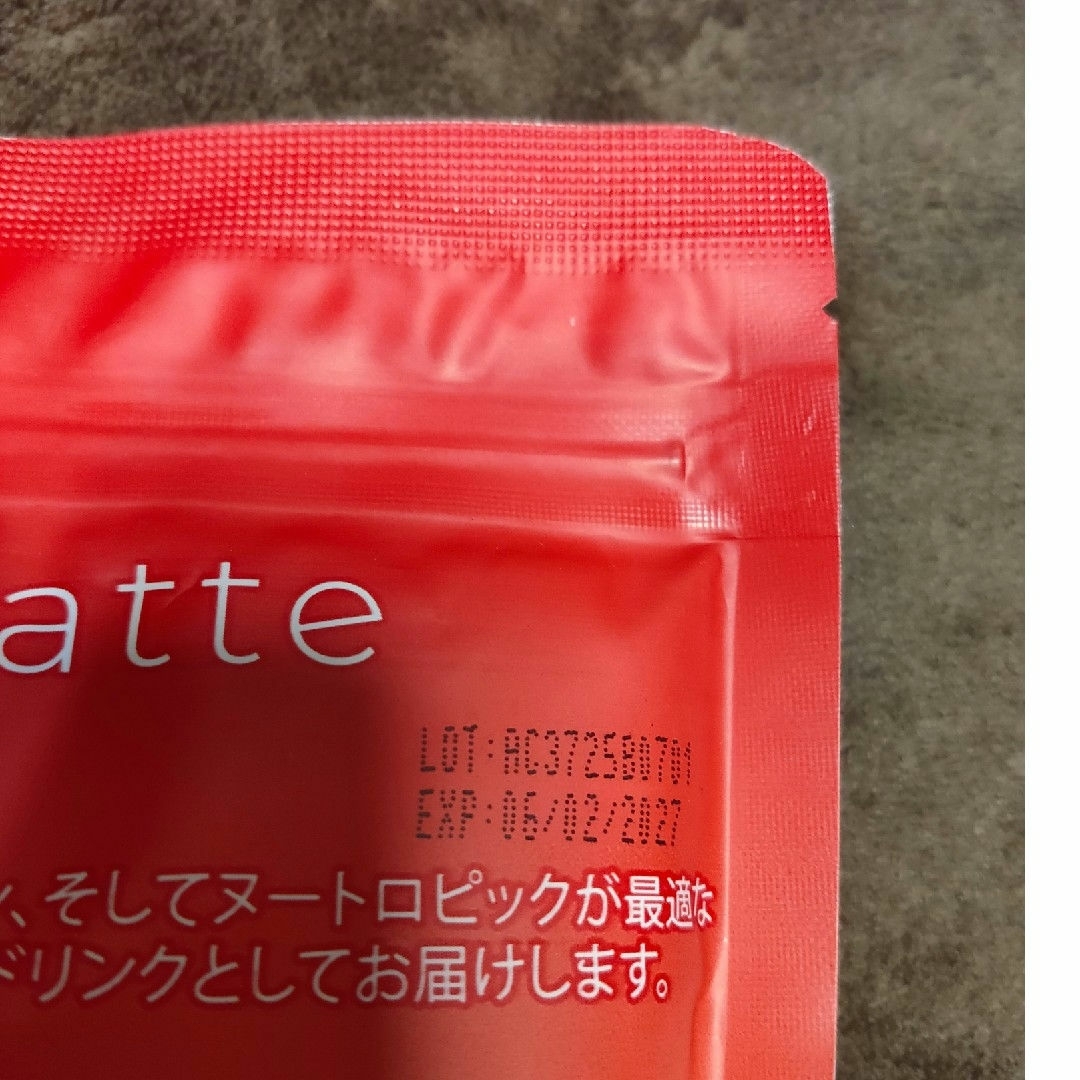 atte
LOT:AC3725B0701
EXP:06/02/2027
、そしてヌートロピックが最適な
ドリンクとしてお届けします。